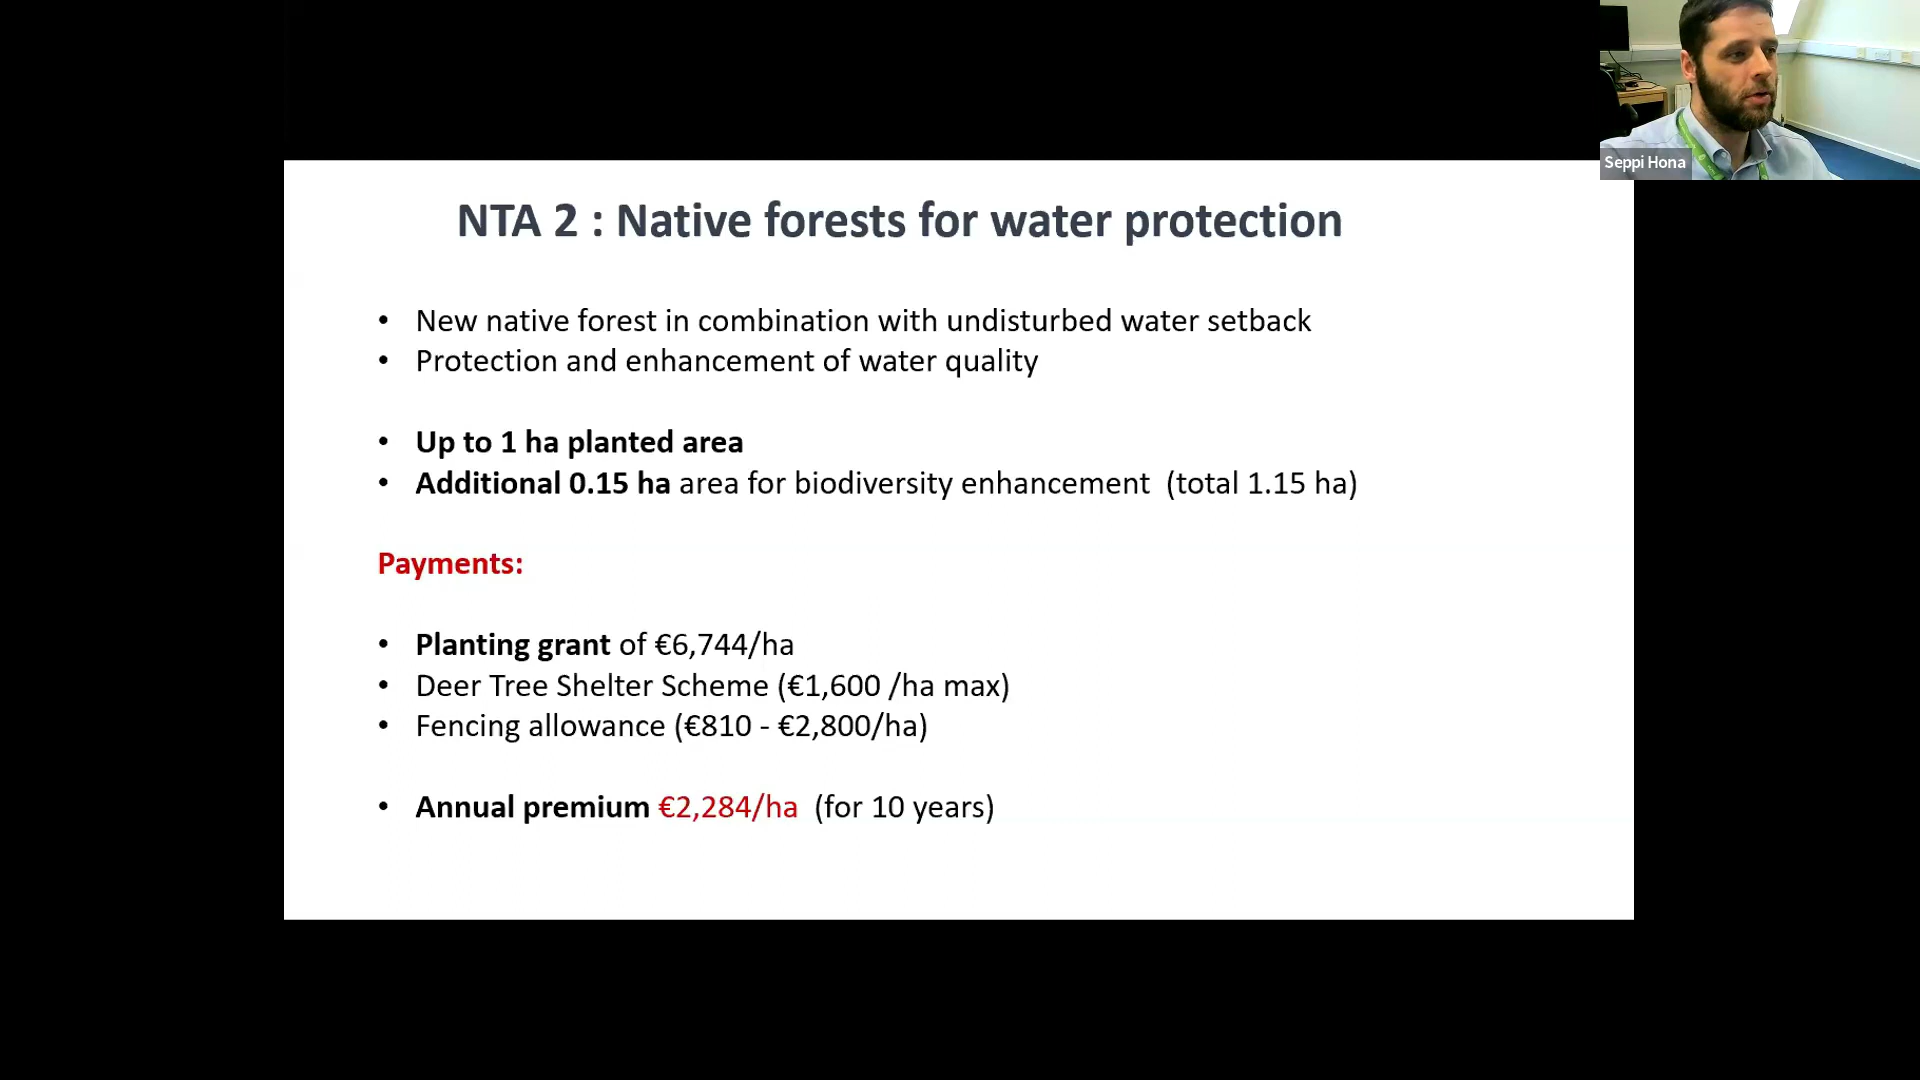 Seppi Hona
NTA 2 : Native forests for water protection
• New native forest in combination with undisturbed water setback
• Protection and enhancement of water quality
• Up to 1 ha planted area
• Additional 0.15 ha area for biodiversity enhancement (total 1.15 ha)
Payments:
• Planting grant of €6,744/ha
• Deer Tree Shelter Scheme (€1,600 /ha max)
• Fencing allowance (€810 - €2,800/ha)
• Annual premium €2,284/ha (for 10 years)